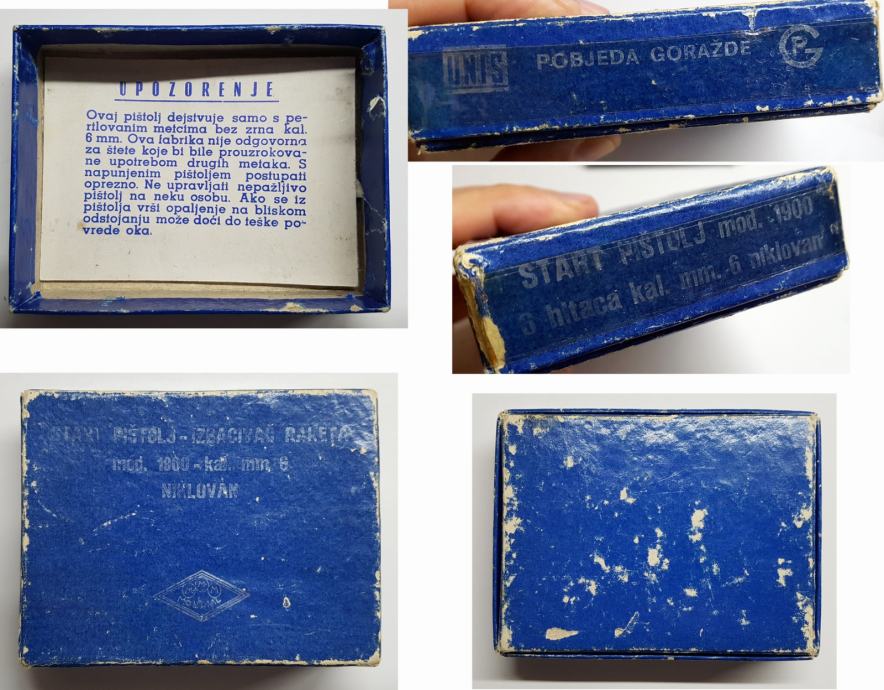 UPOZORENJE
Ovaj pištolj dejstvuje samo s pe-
rtlovanim metcima bez zrna kal.
6 mm. Ova fabrika nije odgovorna
za štete koje bi bile prouzrokova-
ne upotrebom drugih metaka. S
napunjenim pištoljem postupati
oprezno. Ne upravljati nepažljivo
pištolj na neku osobu. Ako se iz
pištolja vrši opaljenje na bliskom
odstojanju može doći do teške po-
vrede oka.
UNIS POBJEDA GORAŽDE
START PIŠTOLJ mod. 1900
6 hitaca kal. mm. 6 niklovan
START PIŠTOLJ - IZBACIVAČ RAKETA
mod. 1900 - kal. mm, 6
NIKLOVAN